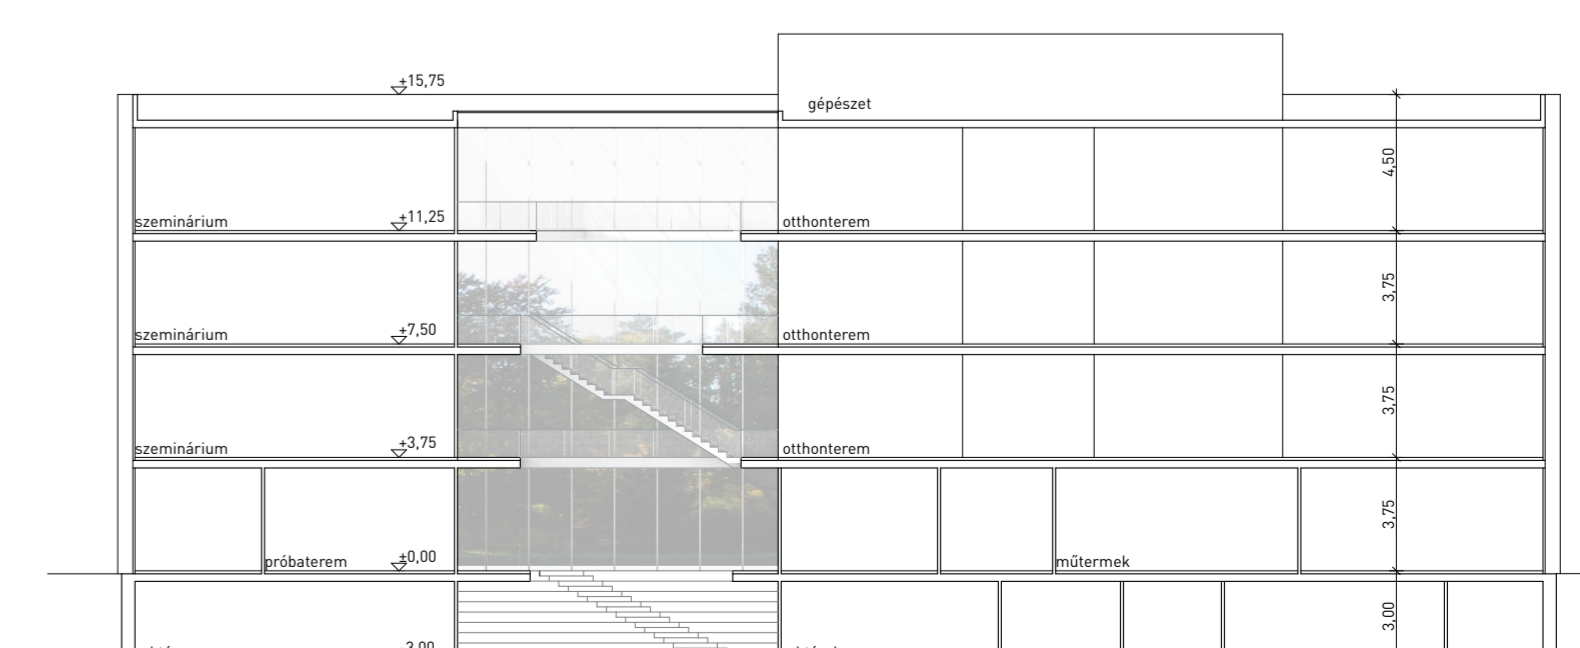 +15,75
gépészet
4,50
szeminárium
+11,25
otthonterem
3,75
szeminárium
+7,50
otthonterem
3,75
szeminárium
+3,75
otthonterem
3,75
próbaterem
±0,00
műtermek
3,00